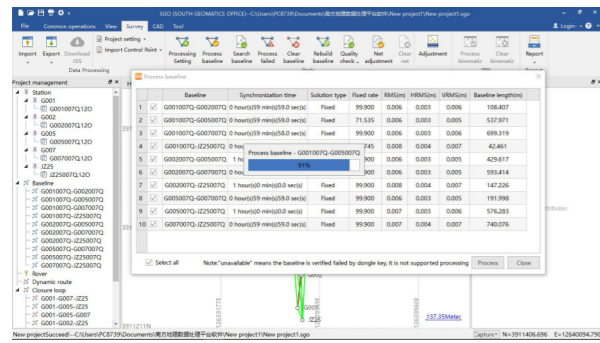 SGO (SOUTH GEOMATICS OFFICE)--C:\Users\PC8739\Documents\南方地理数据处理平台软件\New project1\New project1.sgo
File Common operations View Survey CAD Tool Login
Import Export Download IGS Project setting Import Control Point Processing Setting Process baseline Search baseline Process failed Clear baseline Rebuild baseline Quality check Net adjustment Clear net Adjustment Process kinematic Clear kinematic Report
Data Processing
Project management
Station
G001
G001007Q.12O
G002
G002007Q.12O
G005
G005007Q.12O
G007
G007007Q.12O
JZ25
JZ25007Q.12O
Baseline
G001007Q-G002007Q
G001007Q-G005007Q
G001007Q-G007007Q
G001007Q-JZ25007Q
G002007Q-G005007Q
G002007Q-G007007Q
G002007Q-JZ25007Q
G005007Q-G007007Q
G005007Q-JZ25007Q
G007007Q-JZ25007Q
Rover
Dynamic route
Closure loop
G001-G007-JZ25
G001-G005-JZ25
G001-G005-G007
G001-G002-JZ25
Process baseline
Baseline Synchronization time Solution type Fixed rate RMS(m) HRMS(m) VRMS(m) Baseline length(m)
1 G001007Q-G002007Q 0 hour(s)59 min(s)59.0 sec(s) Fixed 99.900 0.006 0.003 0.006 108.407
2 G001007Q-G005007Q 0 hour(s)59 min(s)58.0 sec(s) Fixed 71.535 0.006 0.003 0.005 537.971
3 G001007Q-G007007Q 0 hour(s)59 min(s)58.0 sec(s) Fixed 99.900 0.006 0.003 0.006 699.319
4 G001007Q-JZ25007Q 0 hou 745 0.008 0.004 0.007 42.461
5 G002007Q-G005007Q 1 h 900 0.006 0.003 0.005 429.617
6 G002007Q-G007007Q 0 hou 900 0.006 0.003 0.005 593.414
7 G002007Q-JZ25007Q 1 hour(s)0 min(s)0.0 sec(s) Fixed 99.900 0.008 0.004 0.007 147.226
8 G005007Q-G007007Q 0 hour(s)59 min(s)59.0 sec(s) Fixed 99.900 0.006 0.003 0.005 191.998
9 G005007Q-JZ25007Q 1 hour(s)0 min(s)0.0 sec(s) Fixed 99.900 0.007 0.003 0.006 576.283
10 G007007Q-JZ25007Q 0 hour(s)59 min(s)59.0 sec(s) Fixed 99.900 0.007 0.004 0.007 740.076
Process baseline - G001007Q-G005007Q
91%
Select all Note:"unavailable" means the baseline is verified failed by dongle key, it is not supported processing Process Close
G002
G001
JZ25
137.35Meter
3911211N
New projectSucceed!--C:\Users\PC8739\Documents\南方地理数据处理平台软件\New project1\New project1.sgo Capture N=3911406.696 E=12640094.796